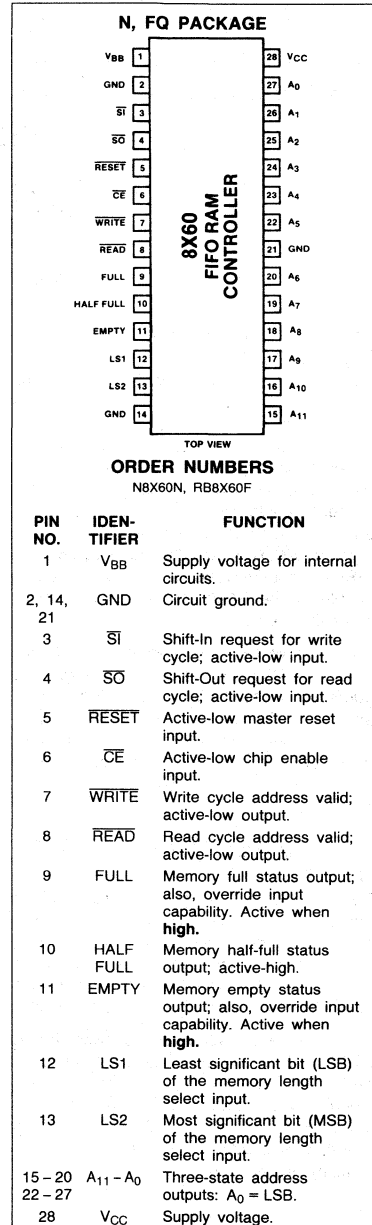 N, FQ PACKAGE
VBB 1
28 VCC
GND 2
27 A0
SI 3
26 A1
SO 4
25 A2
RESET 5
24 A3
CE 6
23 A4
WRITE 7
22 A5
READ 8
21 GND
FULL 9
20 A6
HALF FULL 10
19 A7
EMPTY 11
18 A8
LS1 12
17 A9
LS2 13
16 A10
GND 14
15 A11
8X60
FIFO RAM
CONTROLLER
TOP VIEW
ORDER NUMBERS
N8X60N, RB8X60F
PIN IDEN- FUNCTION
NO. TIFIER
1 VBB Supply voltage for internal
circuits.
2, 14, GND Circuit ground.
21
3 SI Shift-In request for write
cycle; active-low input.
4 SO Shift-Out request for read
cycle; active-low input.
5 RESET Active-low master reset
input.
6 CE Active-low chip enable
input.
7 WRITE Write cycle address valid;
active-low output.
8 READ Read cycle address valid;
active-low output.
9 FULL Memory full status output;
also, override input
capability. Active when
high.
10 HALF Memory half-full status
FULL output; active-high.
11 EMPTY Memory empty status
output; also, override input
capability. Active when
high.
12 LS1 Least significant bit (LSB)
of the memory length
select input.
13 LS2 Most significant bit (MSB)
of the memory length
select input.
15 – 20 A11 – A0 Three-state address
22 – 27 outputs: A0 = LSB.
28 VCC Supply voltage.